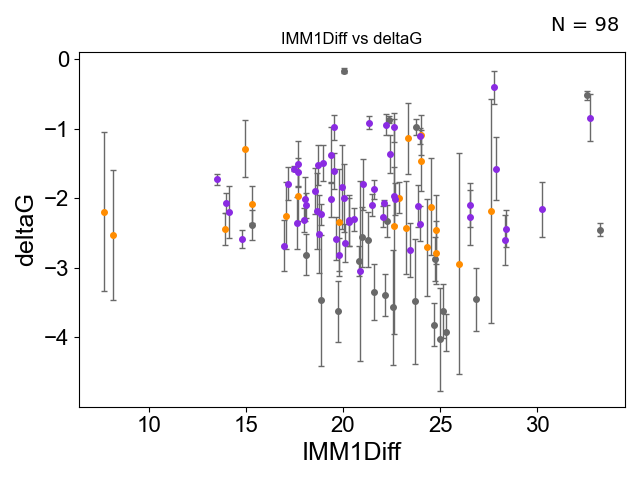 N = 98
IMM1Diff vs deltaG
0
−1
−2
−3
−4
deltaG
10 15 20 25 30
IMM1Diff